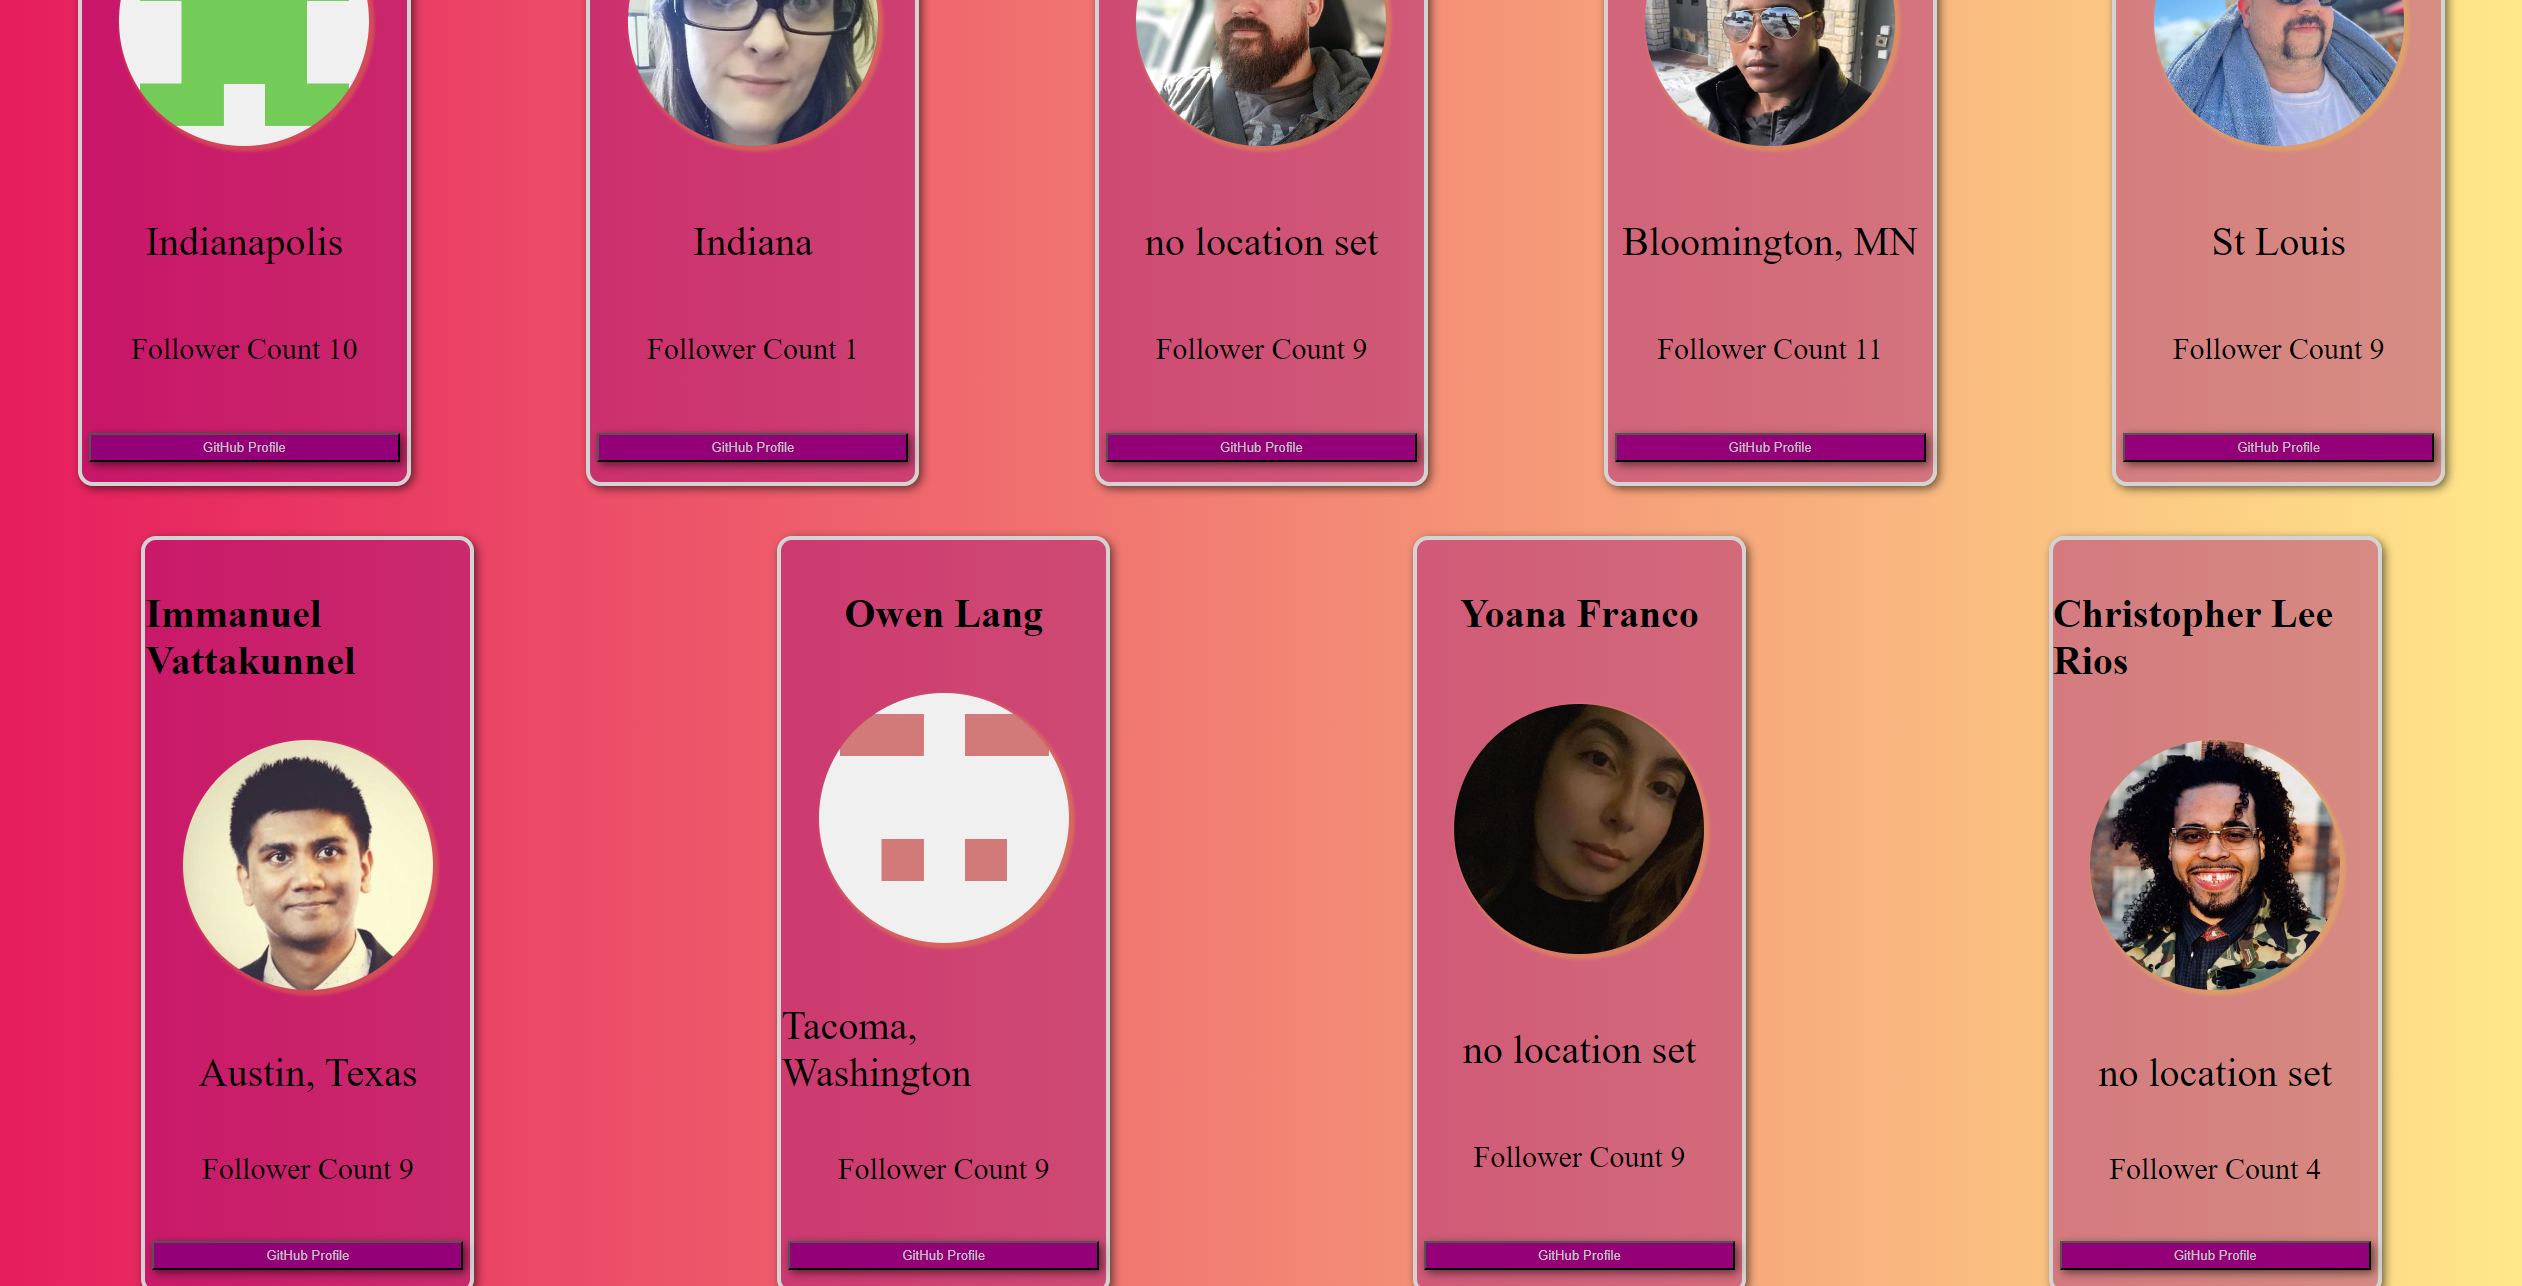 Indianapolis
Indiana
no location set
Bloomington, MN
St Louis
Follower Count 10
Follower Count 1
Follower Count 9
Follower Count 11
Follower Count 9
GitHub Profile
GitHub Profile
GitHub Profile
GitHub Profile
GitHub Profile
Immanuel
Vattakunnel
Austin, Texas
Follower Count 9
GitHub Profile
Owen Lang
Tacoma,
Washington
Follower Count 9
GitHub Profile
Yoana Franco
no location set
Follower Count 9
GitHub Profile
Christopher Lee
Rios
no location set
Follower Count 4
GitHub Profile